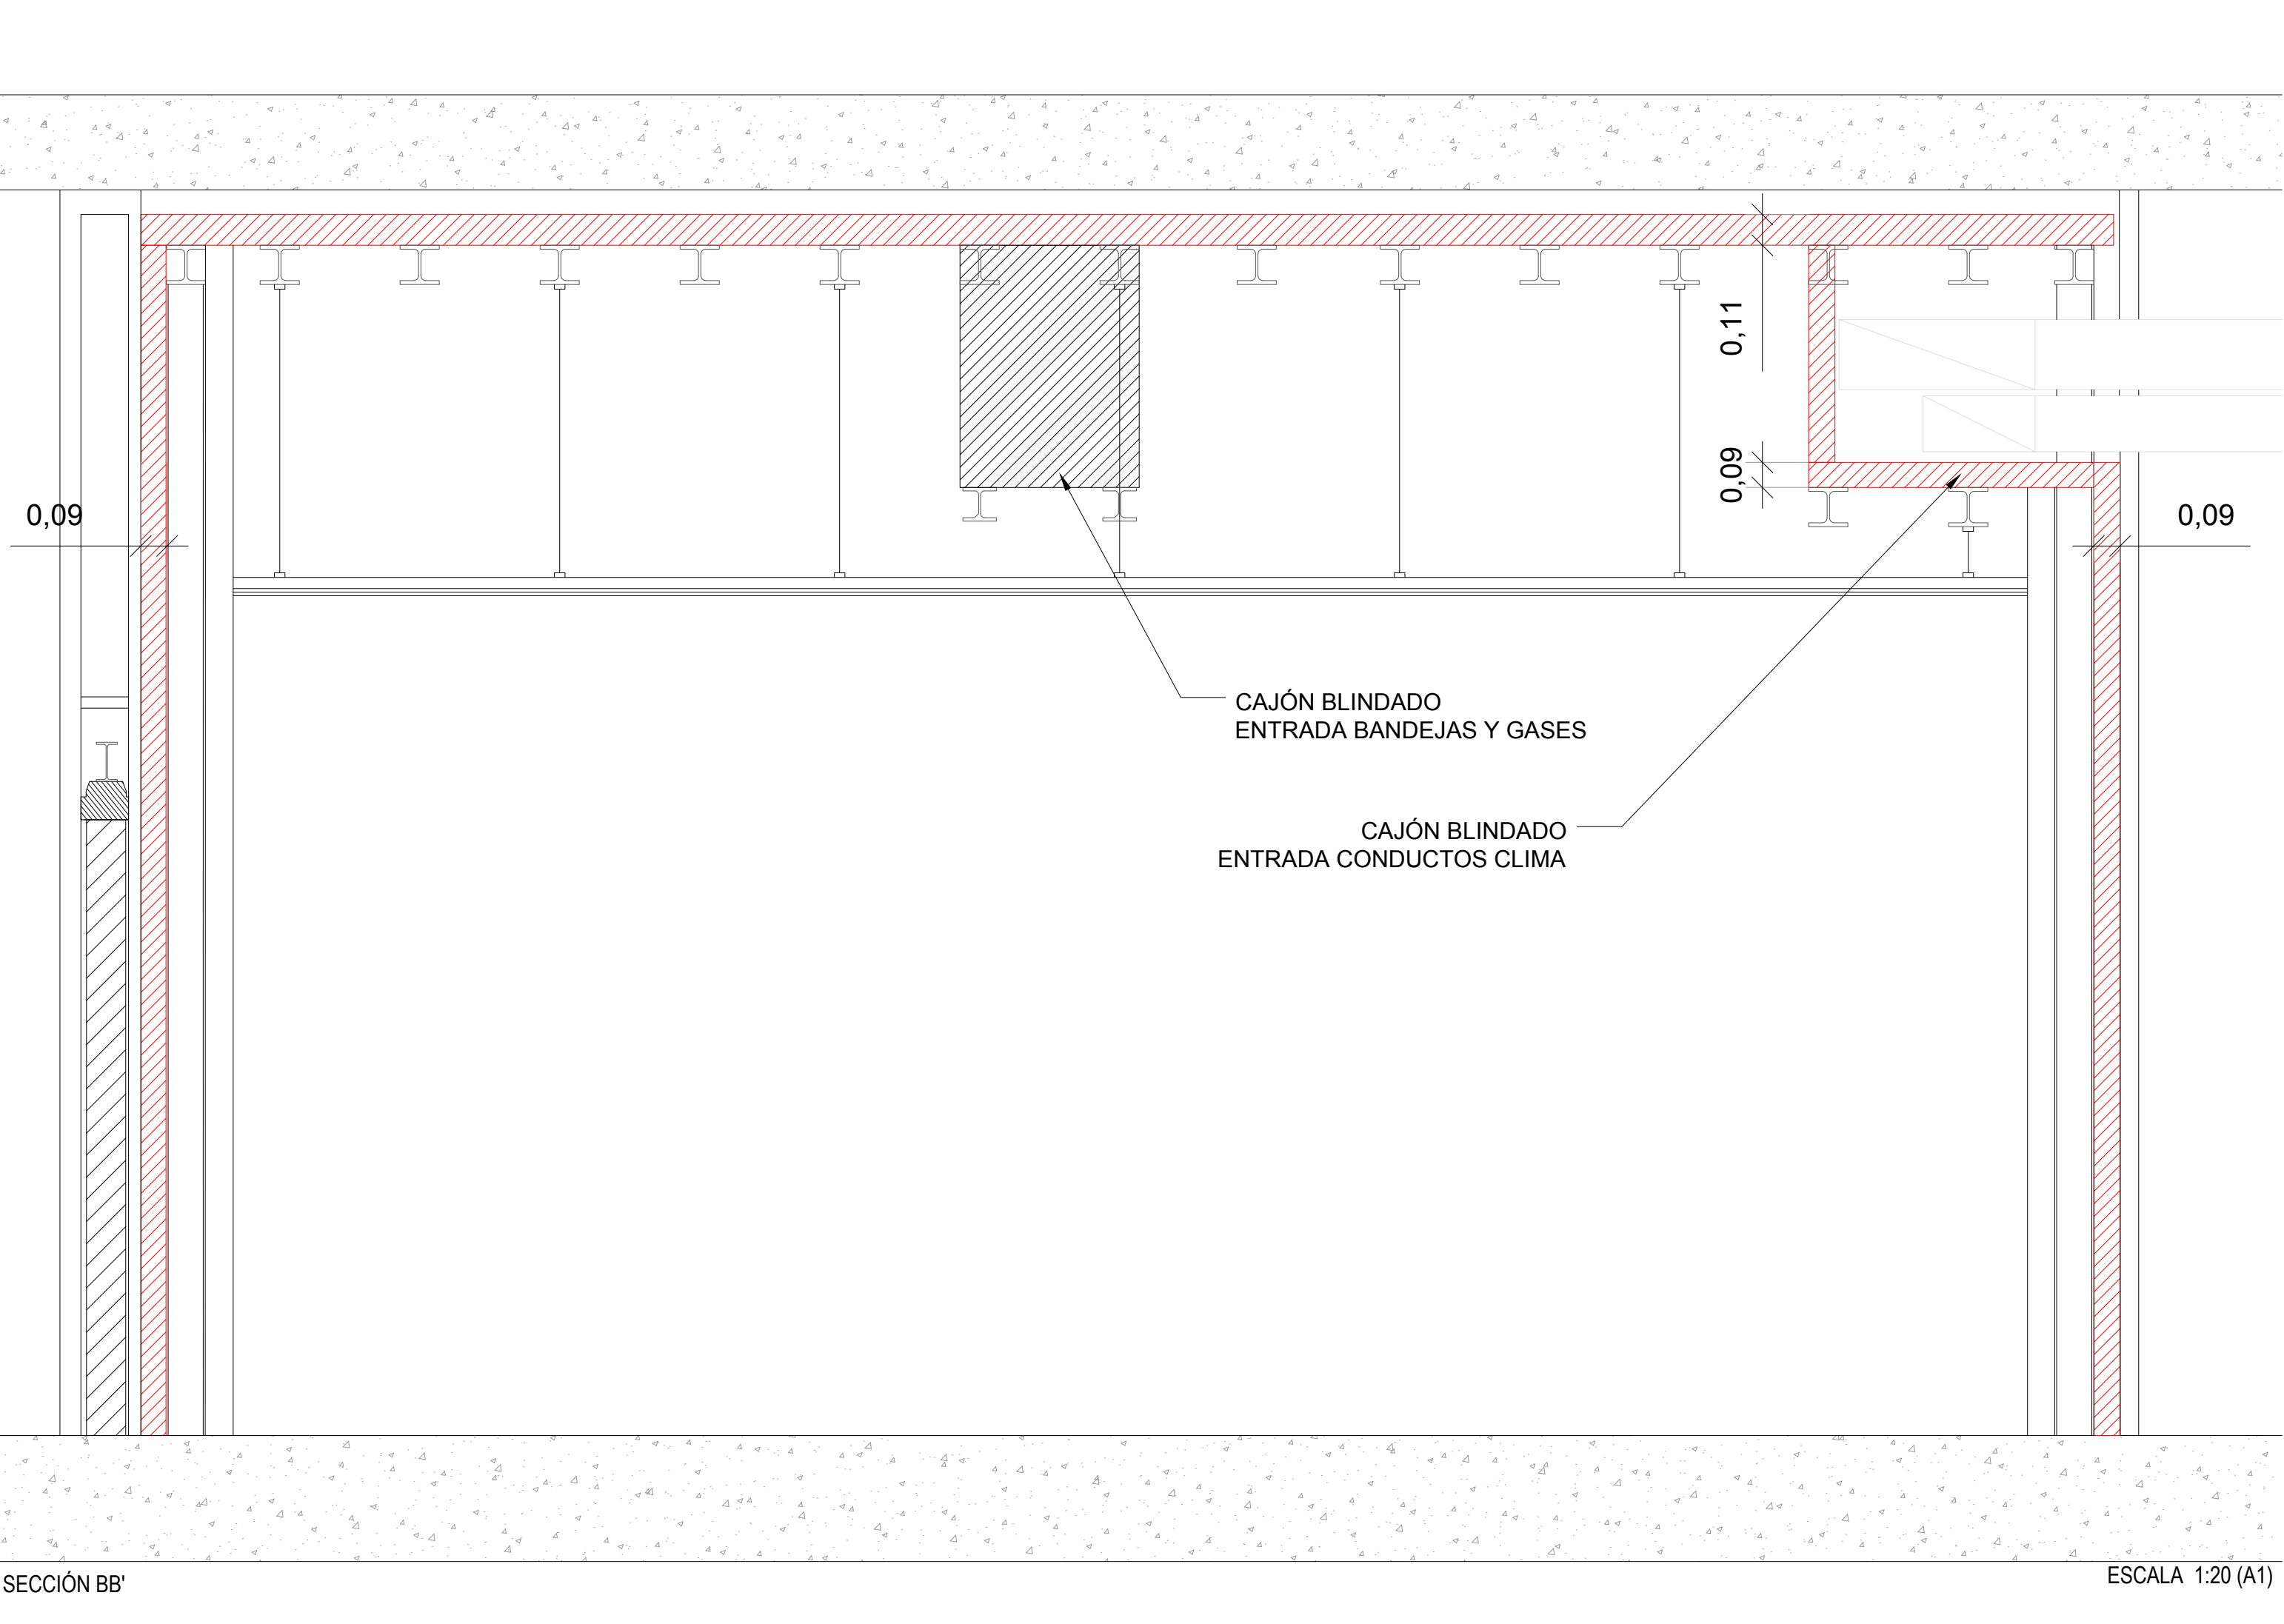 0,11
0,09
0,09
0,09
CAJÓN BLINDADO
ENTRADA BANDEJAS Y GASES
CAJÓN BLINDADO
ENTRADA CONDUCTOS CLIMA
SECCIÓN BB'
ESCALA 1:20 (A1)